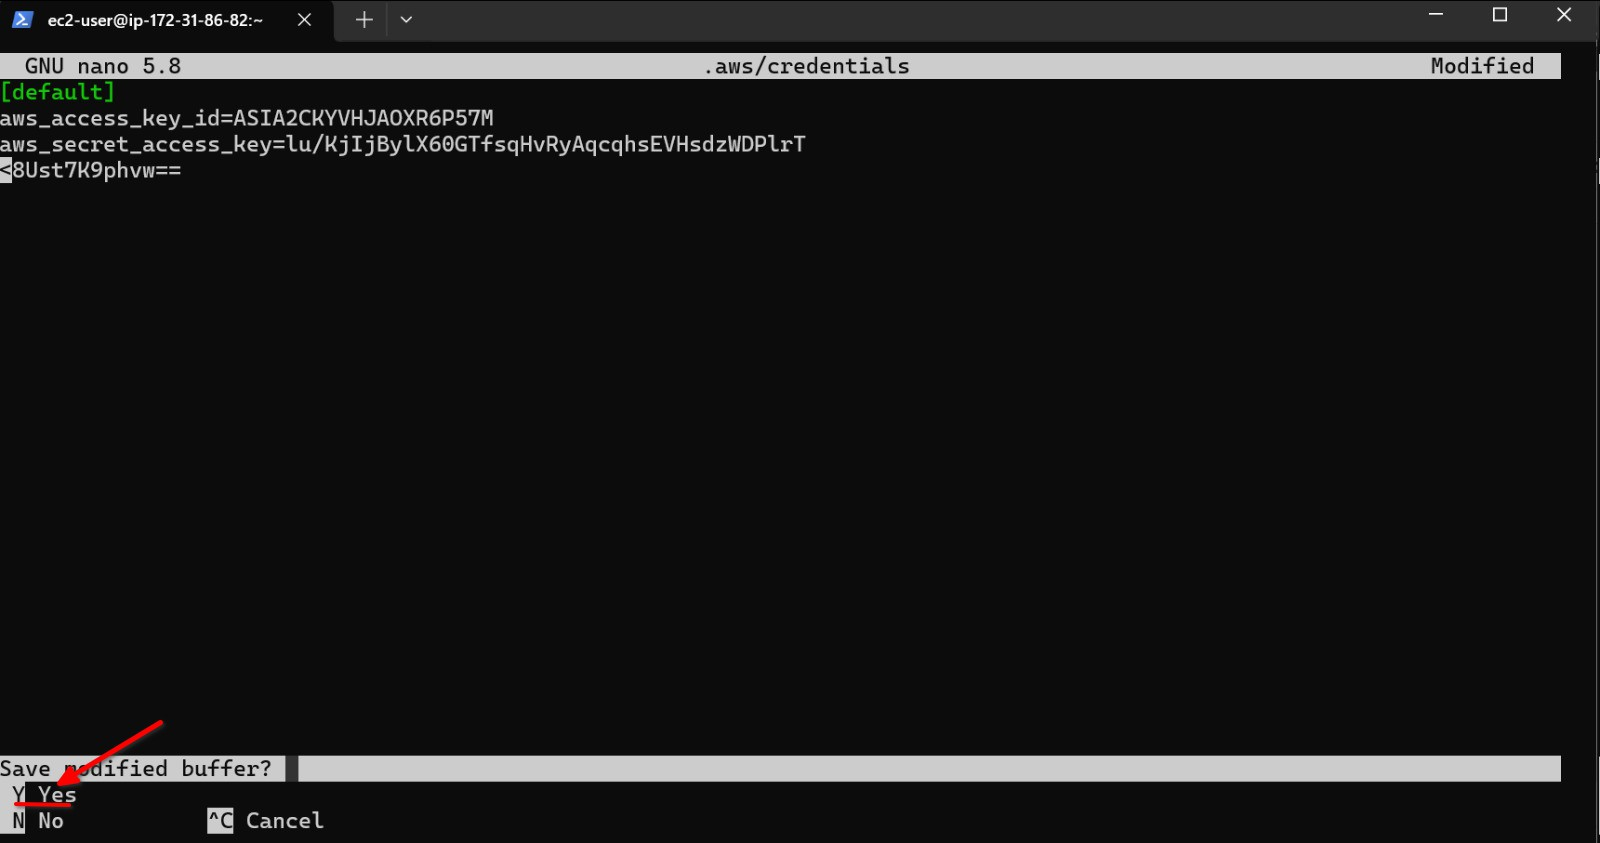 ec2-user@ip-172-31-86-82:~
GNU nano 5.8 .aws/credentials Modified
[default]
aws_access_key_id=ASIA2CKYVHJAOXR6P57M
aws_secret_access_key=lu/KjIjBylX60GTfsqHvRyAqcqhsEVHsdzWDPlrT
<8Ust7K9phvw==
Save modified buffer?
Y Yes
N No ^C Cancel